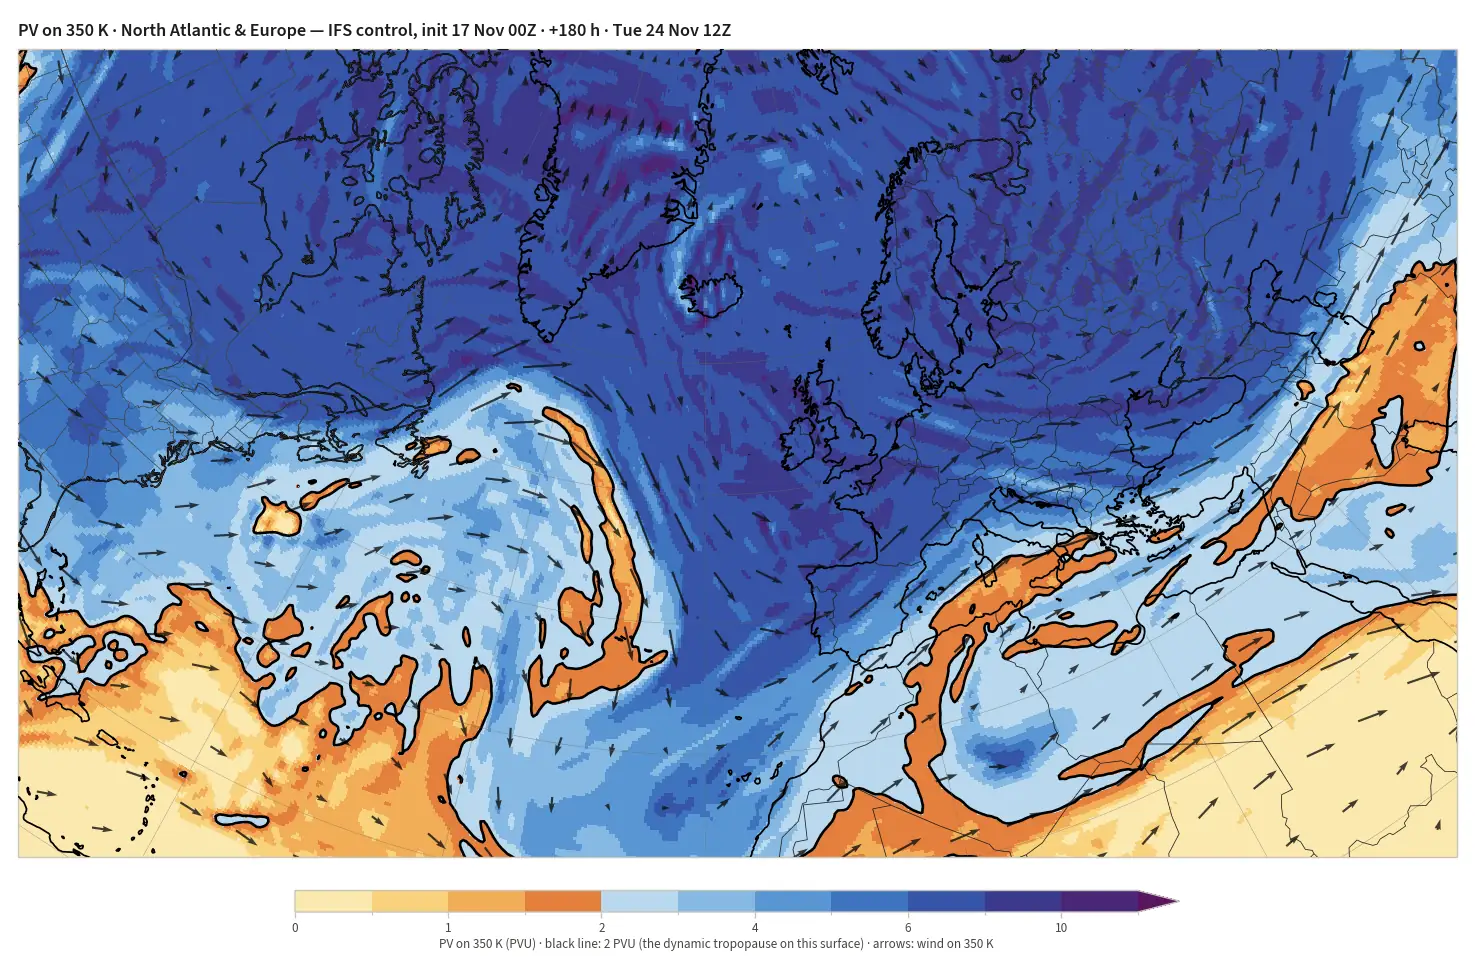 PV on 350 K · North Atlantic & Europe — IFS control, init 17 Nov 00Z · +180 h · Tue 24 Nov 12Z
0 1 2 4 6 10
PV on 350 K (PVU) · black line: 2 PVU (the dynamic tropopause on this surface) · arrows: wind on 350 K